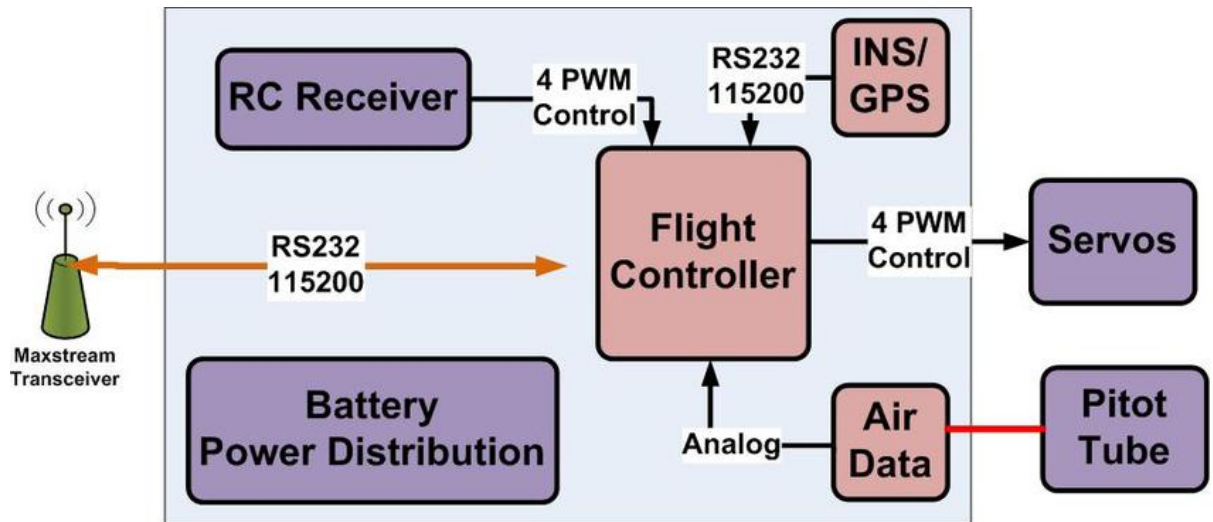 RC Receiver
4 PWM
Control
RS232
115200
INS/
GPS
Flight
Controller
4 PWM
Control
Servos
RS232
115200
Maxstream
Transceiver
Battery
Power Distribution
Analog
Air
Data
Pitot
Tube